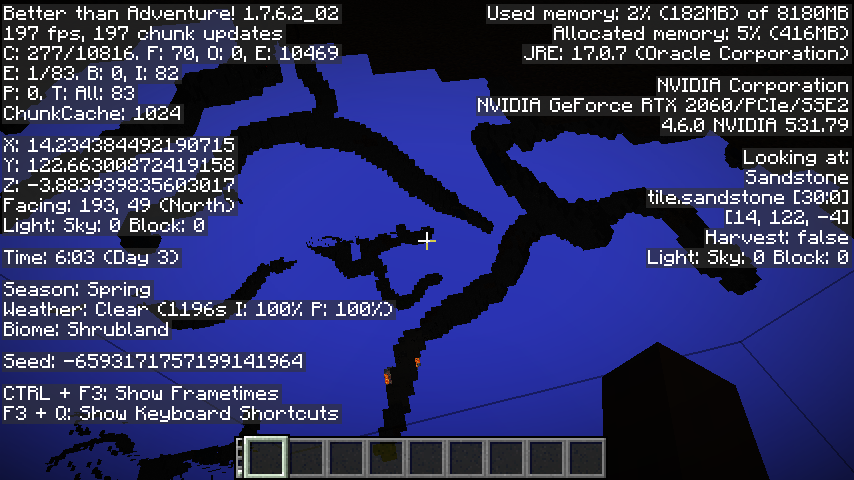 Better than Adventure! 1.7.6.2_02
197 fps, 197 chunk updates
C: 277/10816. F: 70, O: 0, E: 10469
E: 1/83. B: 0, I: 82
P: 0, T: All: 83
ChunkCache: 1024
X: 14.234384492190715
Y: 122.66300872419158
Z: -3.8839398356030​17
Facing: 193, 49 (North)
Light: Sky: 0 Block: 0
Time: 6:03 (Day 3)
Season: Spring
Weather: Clear (1196s I: 100% P: 100%)
Biome: Shrubland
Seed: -6593171757199141964
CTRL + F3: Show Frametimes
F3 + Q: Show Keyboard Shortcuts
Used memory: 2% (182MB) of 8180MB
Allocated memory: 5% (416MB)
JRE: 17.0.7 (Oracle Corporation)
NVIDIA Corporation
NVIDIA GeForce RTX 2060/PCIe/SSE2
4.6.0 NVIDIA 531.79
Looking at:
Sandstone
tile.sandstone [30:0]
[14, 122, -4]
Harvest: false
Light: Sky: 0 Block: 0